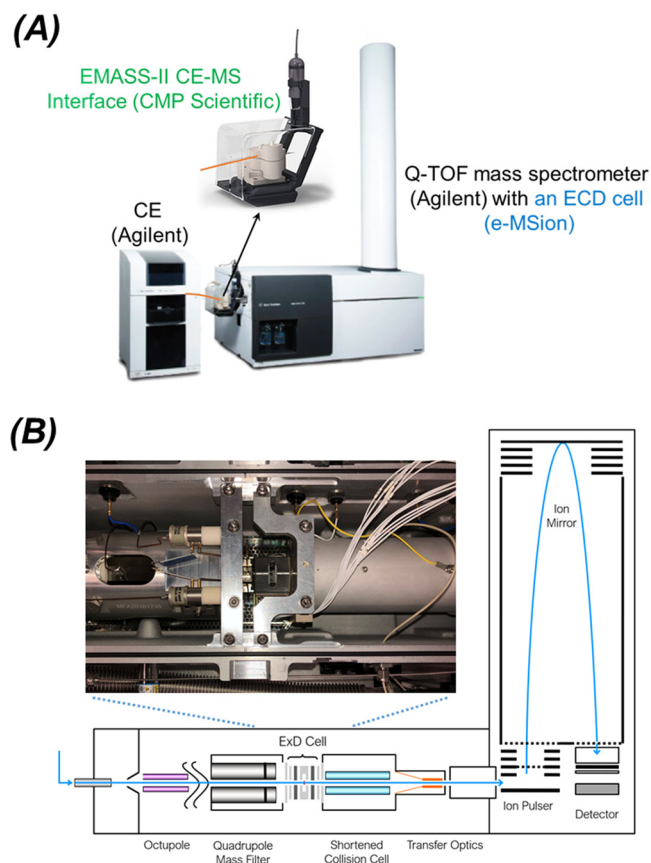 (A)
EMASS-II CE-MS
Interface (CMP Scientific)
Q-TOF mass spectrometer
(Agilent) with an ECD cell
(e-MSion)
CE
(Agilent)
(B)
Ion
Mirror
ExD Cell
Ion Pulser
Detector
Octupole
Quadrupole
Mass Filter
Shortened
Collision Cell
Transfer Optics